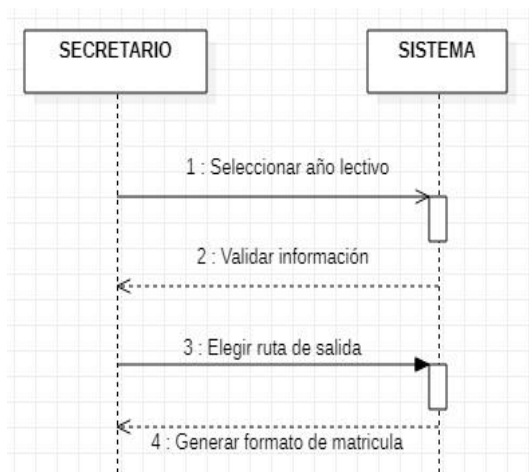 SECRETARIO
SISTEMA
1 : Seleccionar año lectivo
2 : Validar información
3 : Elegir ruta de salida
4 : Generar formato de matricula